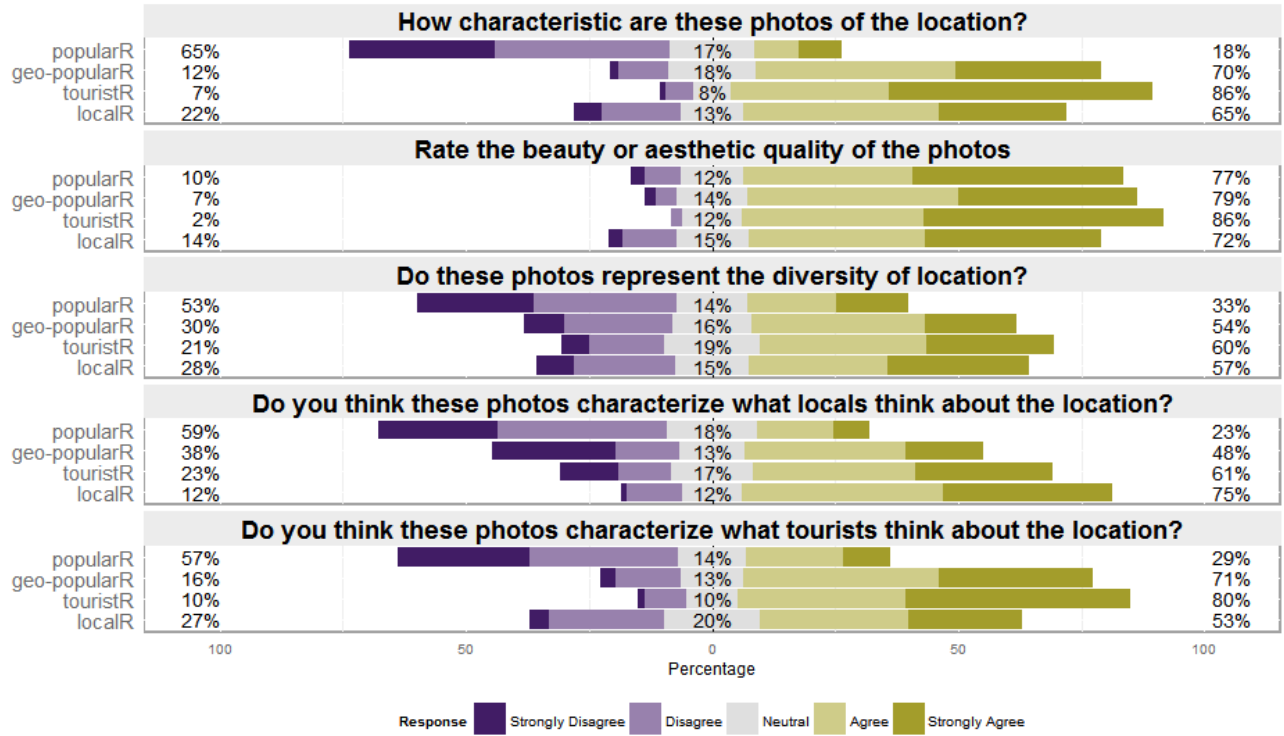 How characteristic are these photos of the location?
popularR 65% 17% 18%
geo-popularR 12% 18% 70%
touristR 7% 8% 86%
localR 22% 13% 65%
Rate the beauty or aesthetic quality of the photos
popularR 10% 12% 77%
geo-popularR 7% 14% 79%
touristR 2% 12% 86%
localR 14% 15% 72%
Do these photos represent the diversity of location?
popularR 53% 14% 33%
geo-popularR 30% 16% 54%
touristR 21% 19% 60%
localR 28% 15% 57%
Do you think these photos characterize what locals think about the location?
popularR 59% 18% 23%
geo-popularR 38% 13% 48%
touristR 23% 17% 61%
localR 12% 12% 75%
Do you think these photos characterize what tourists think about the location?
popularR 57% 14% 29%
geo-popularR 16% 13% 71%
touristR 10% 10% 80%
localR 27% 20% 53%
100 50 0 50 100
Percentage
Response Strongly Disagree Disagree Neutral Agree Strongly Agree